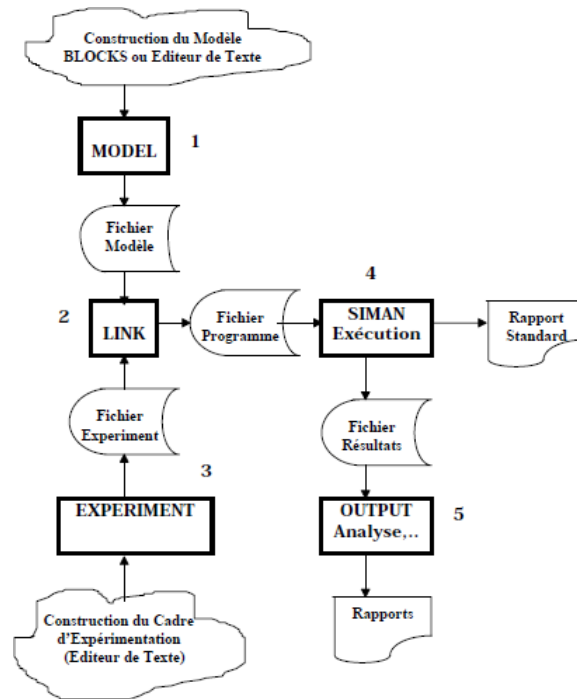 Construction du Modèle
BLOCKS ou Editeur de Texte
MODEL
1
Fichier
Modèle
4
2
LINK
Fichier
Programme
SIMAN
Exécution
Rapport
Standard
Fichier
Experiment
Fichier
Résultats
3
EXPERIMENT
OUTPUT
Analyse,..
5
Construction du Cadre
d'Expérimentation
(Editeur de Texte)
Rapports